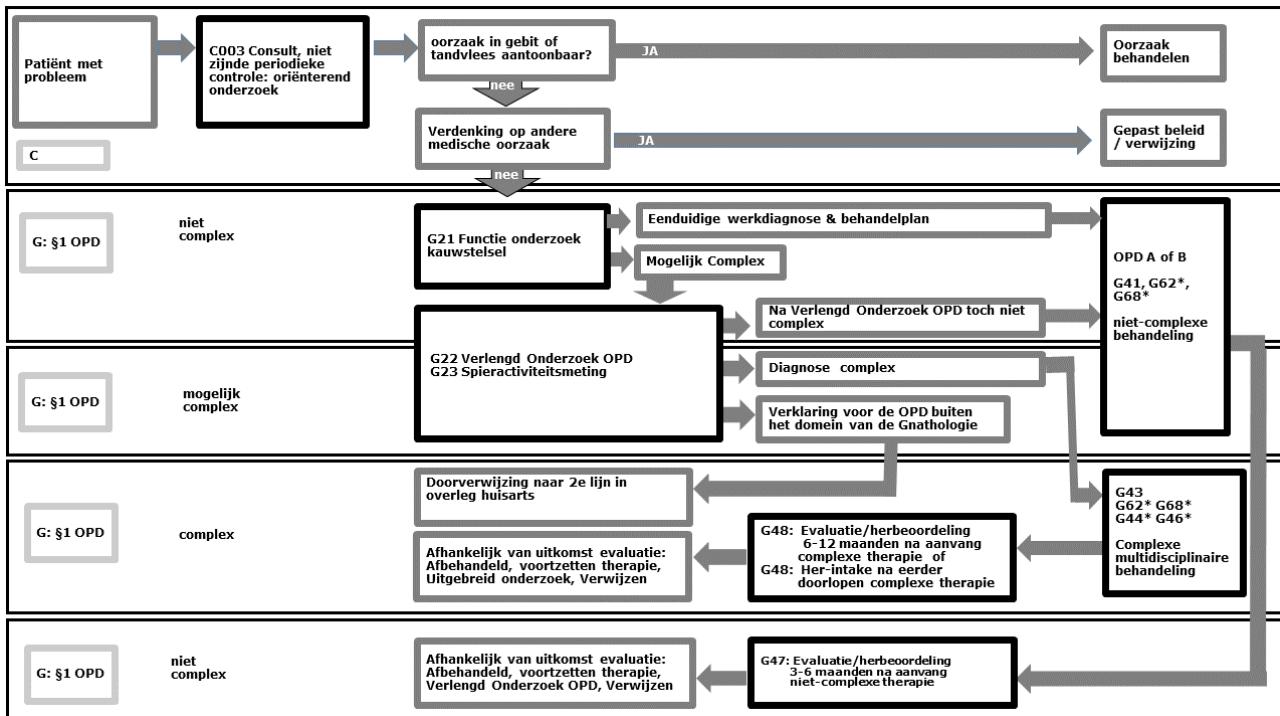 Patiënt met
probleem
C003 Consult, niet
zijnde periodieke
controle: oriënterend
onderzoek
oorzaak in gebit of
tandvlees aantoonbaar?
JA
Oorzaak
behandelen
nee
Verdenking op andere
medische oorzaak
JA
Gepast beleid
/ verwijzing
C
nee
G: §1 OPD
niet
complex
G21 Functie onderzoek
kauwstelsel
Eenduidige werkdiagnose & behandelplan
Mogelijk Complex
OPD A of B
G41, G62*,
G68*
niet-complexe
behandeling
Na Verlengd Onderzoek OPD toch niet
complex
G22 Verlengd Onderzoek OPD
G23 Spieractiviteitsmeting
G: §1 OPD
mogelijk
complex
Diagnose complex
Verklaring voor de OPD buiten
het domein van de Gnathologie
G: §1 OPD
complex
Doorverwijzing naar 2e lijn in
overleg huisarts
G43
G62* G68*
G44* G46*
Complexe
multidisciplinaire
behandeling
G48: Evaluatie/herbeoordeling
6-12 maanden na aanvang
complexe therapie of
G48: Her-intake na eerder
doorlopen complexe therapie
Afhankelijk van uitkomst evaluatie:
Afbehandeld, voortzetten therapie,
Uitgebreid onderzoek, Verwijzen
G: §1 OPD
niet
complex
Afhankelijk van uitkomst evaluatie:
Afbehandeld, voortzetten therapie,
Verlengd Onderzoek OPD, Verwijzen
G47: Evaluatie/herbeoordeling
3-6 maanden na aanvang
niet-complexe therapie